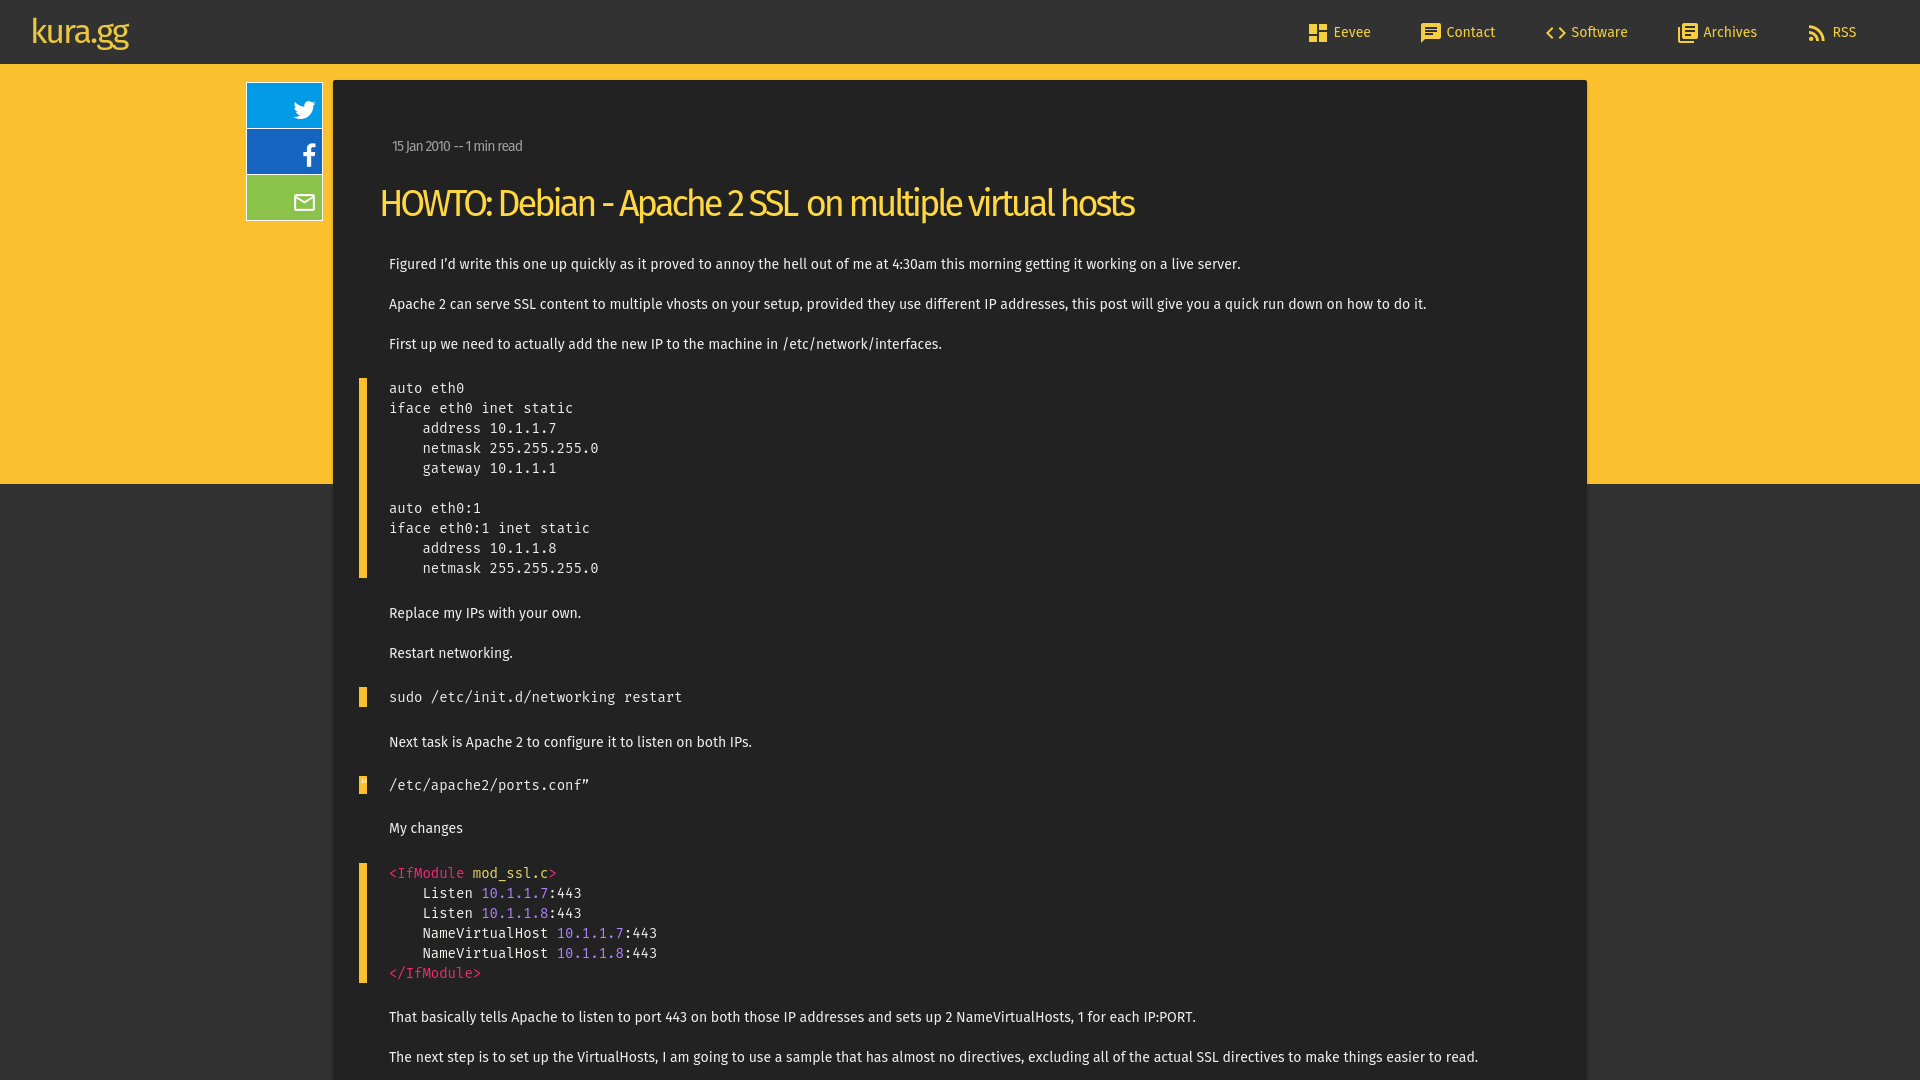 kura.gg
Eevee
Contact
Software
Archives
RSS
15 Jan 2010 -- 1 min read
HOWTO: Debian - Apache 2 SSL on multiple virtual hosts
Figured I’d write this one up quickly as it proved to annoy the hell out of me at 4:30am this morning getting it working on a live server.
Apache 2 can serve SSL content to multiple vhosts on your setup, provided they use different IP addresses, this post will give you a quick run down on how to do it.
First up we need to actually add the new IP to the machine in /etc/network/interfaces.
auto eth0
iface eth0 inet static
    address 10.1.1.7
    netmask 255.255.255.0
    gateway 10.1.1.1
auto eth0:1
iface eth0:1 inet static
    address 10.1.1.8
    netmask 255.255.255.0
Replace my IPs with your own.
Restart networking.
sudo /etc/init.d/networking restart
Next task is Apache 2 to configure it to listen on both IPs.
“ /etc/apache2/ports.conf”
My changes
<IfModule mod_ssl.c>
    Listen 10.1.1.7:443
    Listen 10.1.1.8:443
    NameVirtualHost 10.1.1.7:443
    NameVirtualHost 10.1.1.8:443
</IfModule>
That basically tells Apache to listen to port 443 on both those IP addresses and sets up 2 NameVirtualHosts, 1 for each IP:PORT.
The next step is to set up the VirtualHosts, I am going to use a sample that has almost no directives, excluding all of the actual SSL directives to make things easier to read.